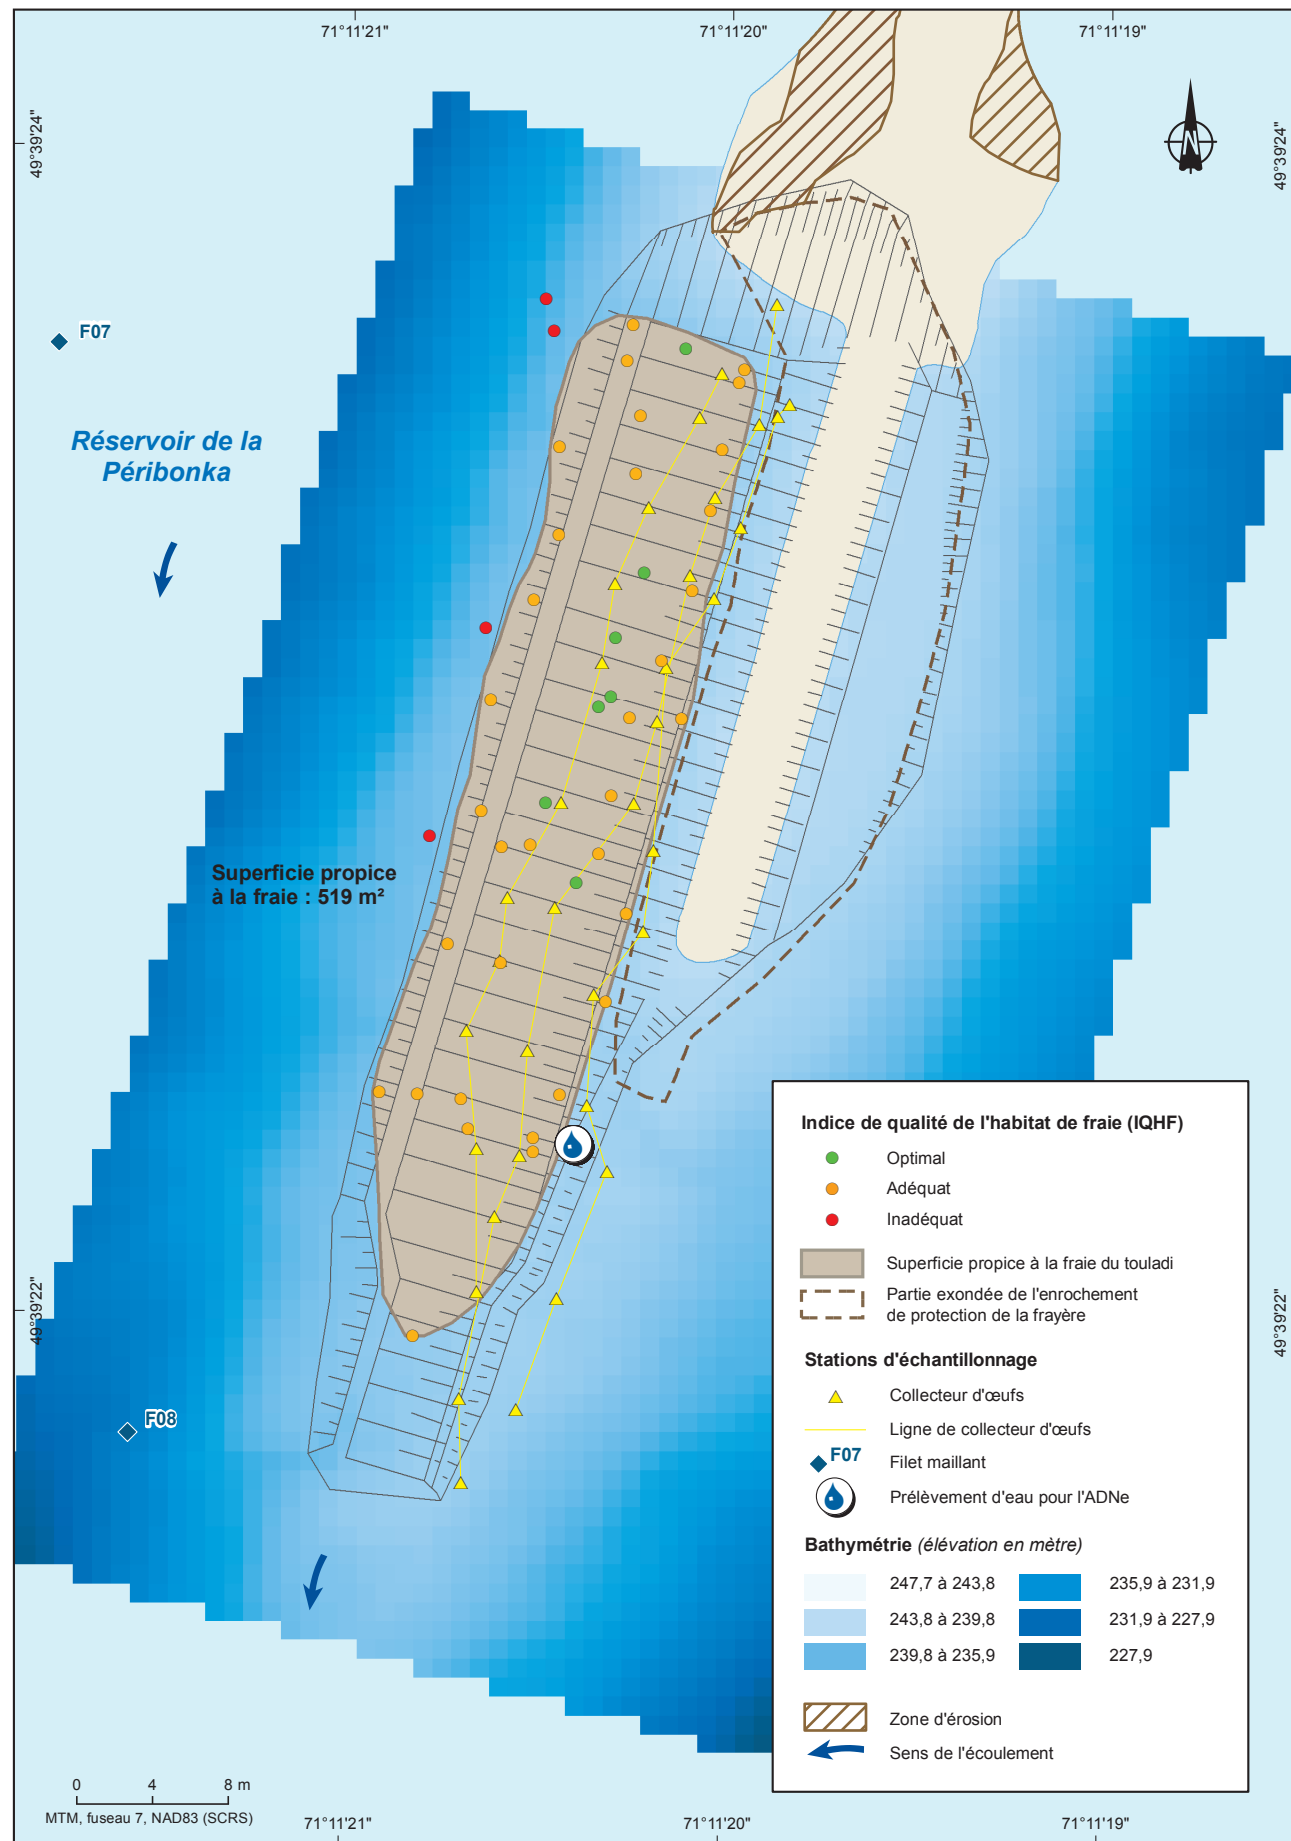 71°11'21"
71°11'20"
71°11'19"
49°39'24"
49°39'24"
F07
Réservoir de la
Péribonka
Superficie propice
à la fraie : 519 m²
49°39'22"
49°39'22"
F08
Indice de qualité de l'habitat de fraie (IQHF)
Optimal
Adéquat
Inadéquat
Superficie propice à la fraie du touladi
Partie exondée de l'enrochement
de protection de la frayère
Stations d'échantillonnage
Collecteur d'œufs
Ligne de collecteur d'œufs
F07 Filet maillant
Prélèvement d'eau pour l'ADNe
Bathymétrie (élévation en mètre)
247,7 à 243,8 235,9 à 231,9
243,8 à 239,8 231,9 à 227,9
239,8 à 235,9 227,9
Zone d'érosion
Sens de l'écoulement
0 4 8 m
MTM, fuseau 7, NAD83 (SCRS)
71°11'21"
71°11'20"
71°11'19"